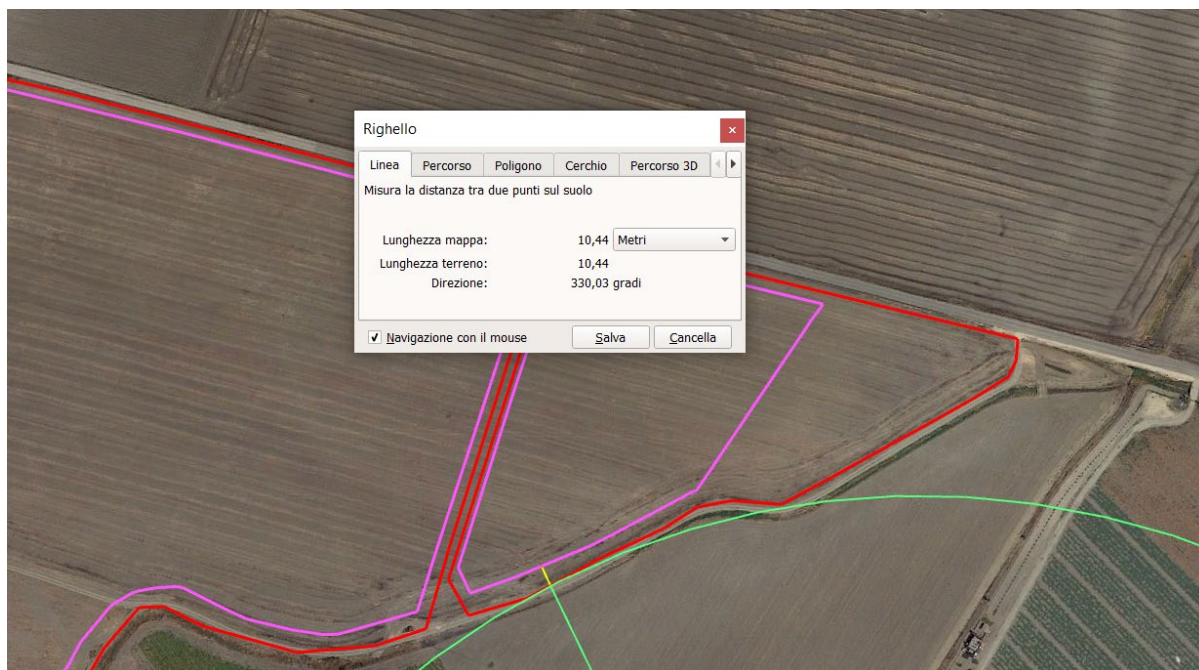 Righello
Linea Percorso Poligono Cerchio Percorso 3D
Misura la distanza tra due punti sul suolo
Lunghezza mappa: 10,44 Metri
Lunghezza terreno: 10,44
Direzione: 330,03 gradi
Navigazione con il mouse Salva Cancella